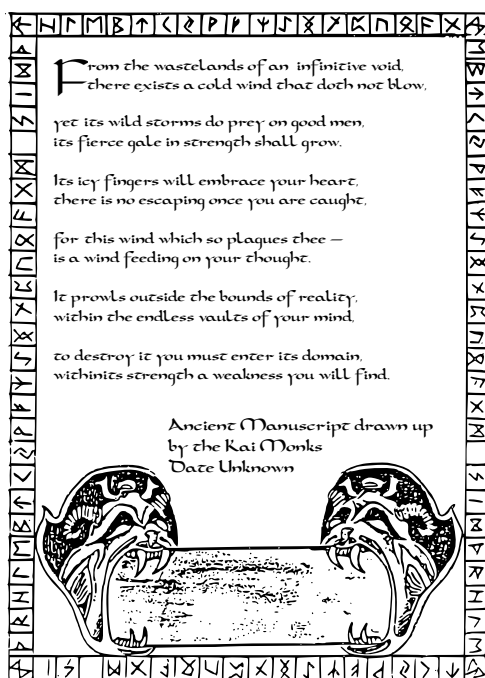 From the wastelands of an infinitive void,
there exists a cold wind that doth not blow,
yet its wild storms do prey on good men,
its fierce gale in strength shall grow.
Its icy fingers will embrace your heart,
there is no escaping once you are caught,
for this wind which so plagues thee —
is a wind feeding on your thought.
It prowls outside the bounds of reality,
within the endless vaults of your mind,
to destroy it you must enter its domain,
withinits strength a weakness you will find.
Ancient Manuscript drawn up
by the Kai Monks
Date Unknown